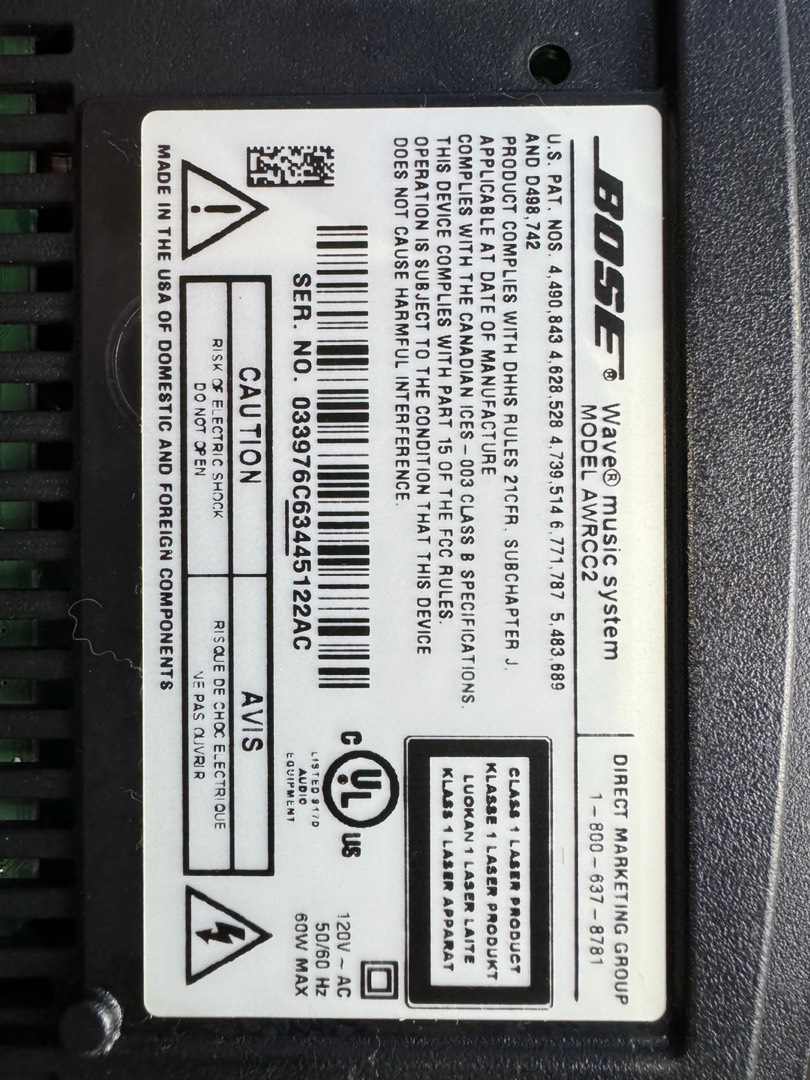 BOSE® Wave® music system
MODEL AWRCC2
DIRECT MARKETING GROUP
1-800-637-8781
U.S. PAT. NOS. 4,490,843 4,628,528 4,739,514 6,771,787 5,483,689
AND D498,742
PRODUCT COMPLIES WITH DHHS RULES 21CFR, SUBCHAPTER J.
APPLICABLE AT DATE OF MANUFACTURE
COMPLIES WITH THE CANADIAN ICES-003 CLASS B SPECIFICATIONS.
THIS DEVICE COMPLIES WITH PART 15 OF THE FCC RULES.
OPERATION IS SUBJECT TO THE CONDITION THAT THIS DEVICE
DOES NOT CAUSE HARMFUL INTERFERENCE.
CLASS 1 LASER PRODUCT
KLASSE 1 LASER PRODUKT
LUOKAN 1 LASER LAITE
KLASS 1 LASER APPARAT
SER. NO. 033976C63445122AC
C UL US
LISTED 917D
AUDIO
EQUIPMENT
120V ~ AC
50/60 Hz
60W MAX
CAUTION
RISK OF ELECTRIC SHOCK
DO NOT OPEN
AVIS
RISQUE DE CHOC ELECTRIQUE
NE PAS OUVRIR
MADE IN THE USA OF DOMESTIC AND FOREIGN COMPONENTS